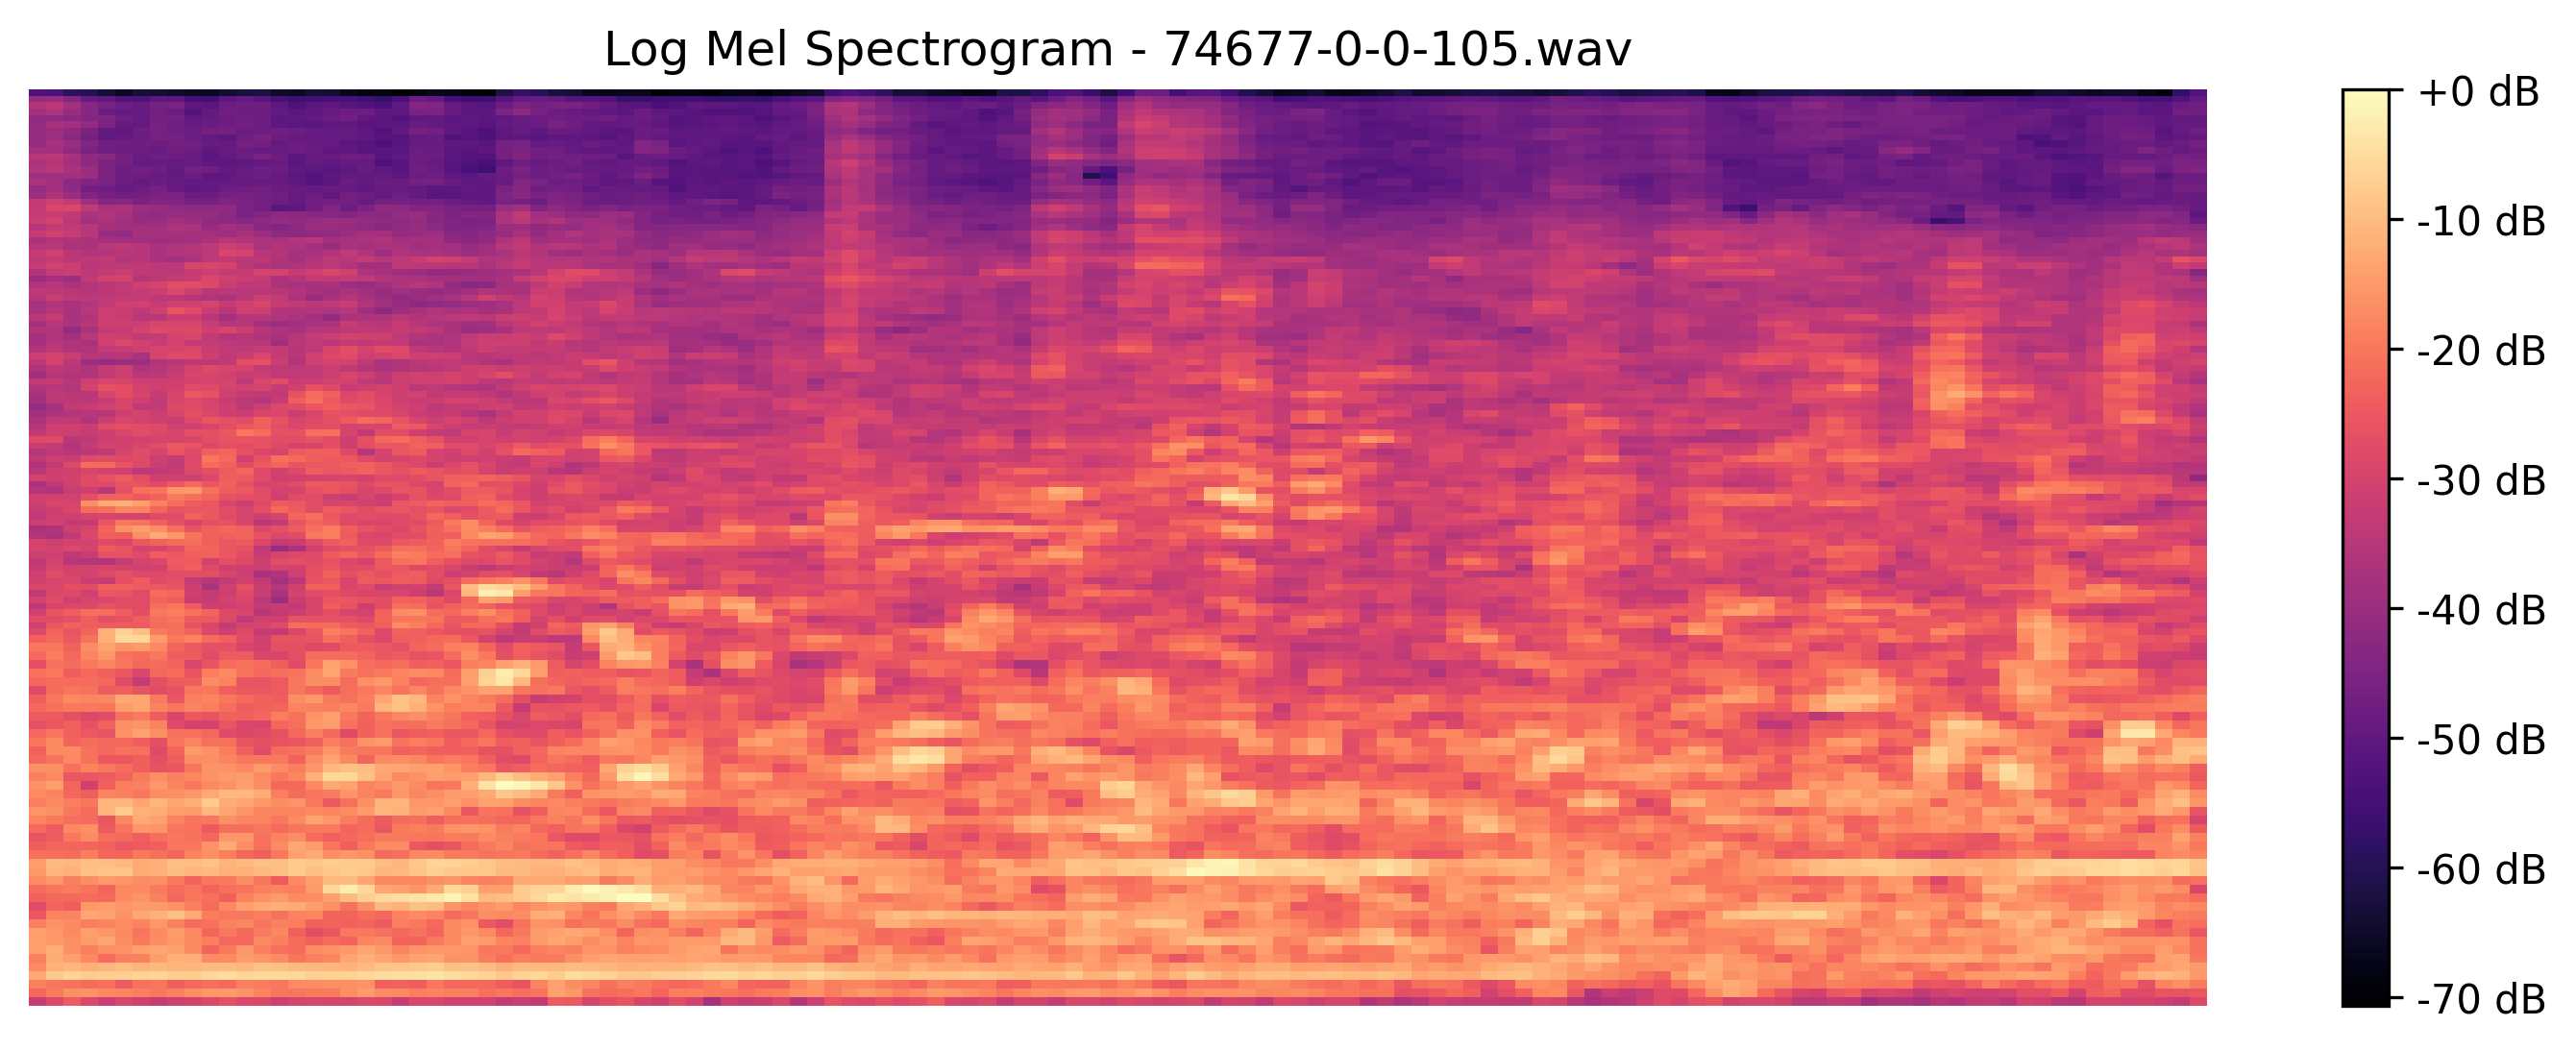 Log Mel Spectrogram - 74677-0-0-105.wav
+0 dB
-10 dB
-20 dB
-30 dB
-40 dB
-50 dB
-60 dB
-70 dB